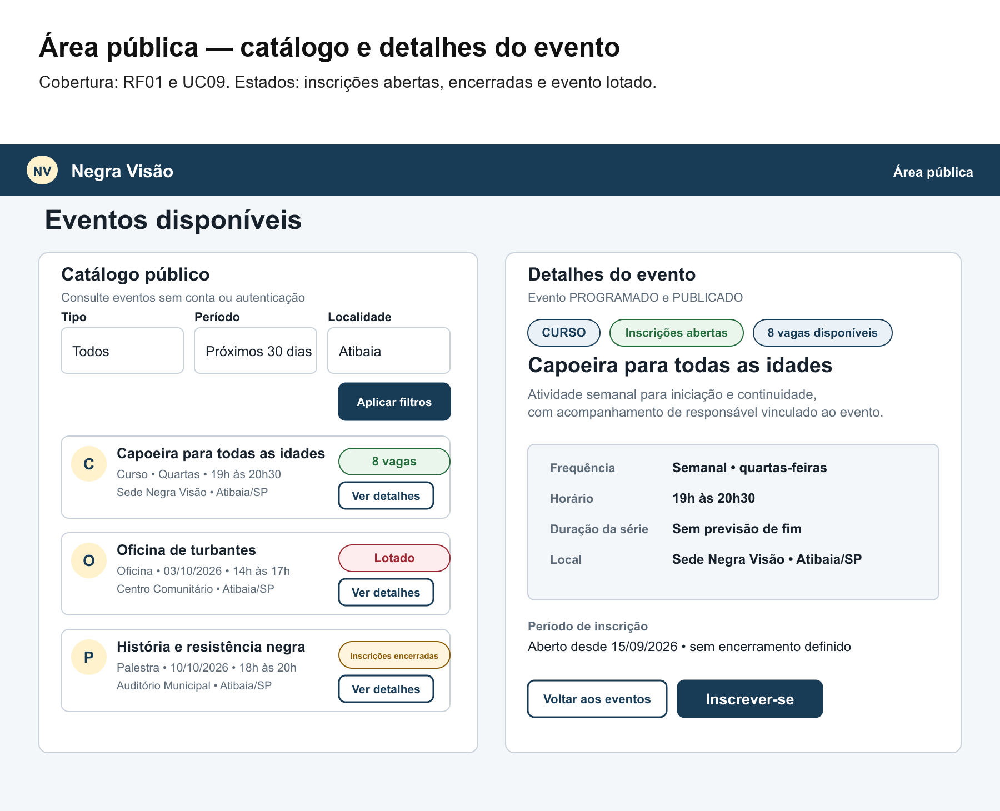 Área pública — catálogo e detalhes do evento
Cobertura: RF01 e UC09. Estados: inscrições abertas, encerradas e evento lotado.
NV
Negra Visão
Área pública
Eventos disponíveis
Catálogo público
Consulte eventos sem conta ou autenticação
Tipo
Período
Localidade
Todos
Próximos 30 dias
Atibaia
Aplicar filtros
C
Capoeira para todas as idades
Curso • Quartas • 19h às 20h30
Sede Negra Visão • Atibaia/SP
8 vagas
Ver detalhes
O
Oficina de turbantes
Oficina • 03/10/2026 • 14h às 17h
Centro Comunitário • Atibaia/SP
Lotado
Ver detalhes
P
História e resistência negra
Palestra • 10/10/2026 • 18h às 20h
Auditório Municipal • Atibaia/SP
Inscrições encerradas
Ver detalhes
Detalhes do evento
Evento PROGRAMADO e PUBLICADO
CURSO
Inscrições abertas
8 vagas disponíveis
Capoeira para todas as idades
Atividade semanal para iniciação e continuidade,
com acompanhamento de responsável vinculado ao evento.
Frequência
Semanal • quartas-feiras
Horário
19h às 20h30
Duração da série
Sem previsão de fim
Local
Sede Negra Visão • Atibaia/SP
Período de inscrição
Aberto desde 15/09/2026 • sem encerramento definido
Voltar aos eventos
Inscrever-se